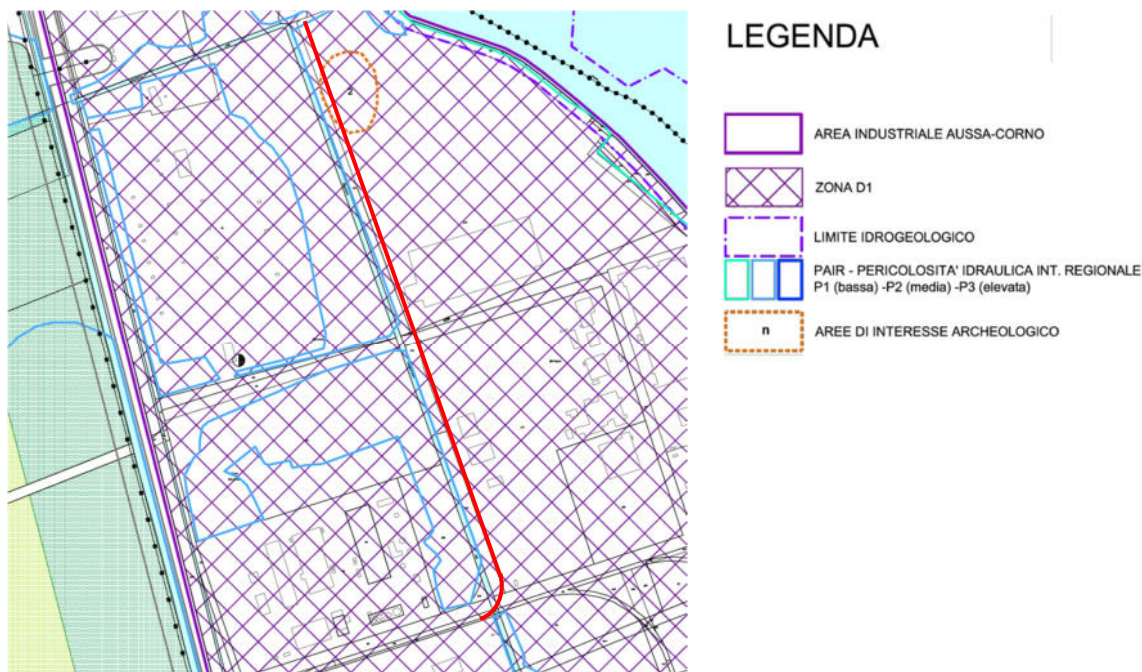 LEGENDA
AREA INDUSTRIALE AUSSA-CORNO
ZONA D1
LIMITE IDROGEOLOGICO
PAIR - PERICOLOSITA' IDRAULICA INT. REGIONALE
P1 (bassa) -P2 (media) -P3 (elevata)
n
AREE DI INTERESSE ARCHEOLOGICO
2